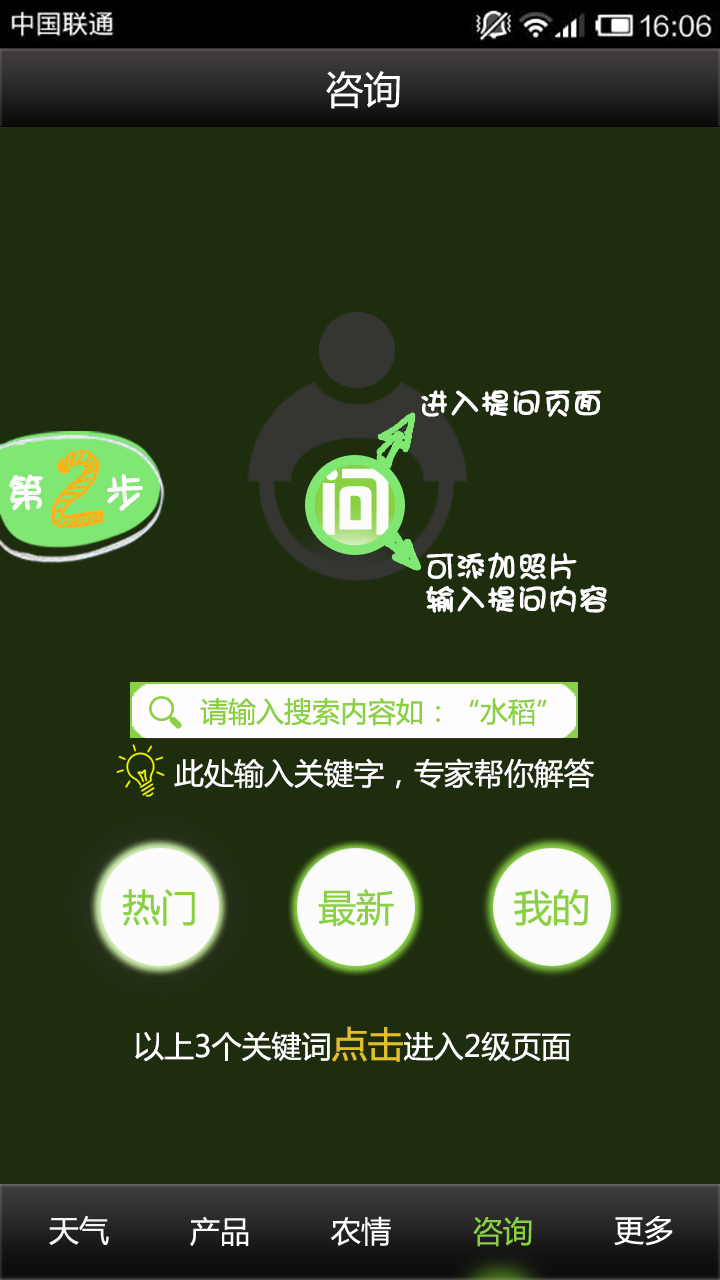 中国联通
16:06
咨询
进入提问页面
第2步
问
可添加照片
输入提问内容
请输入搜索内容如：“水稻”
此处输入关键字，专家帮你解答
热门 最新 我的
以上3个关键词点击进入2级页面
天气 产品 农情 咨询 更多